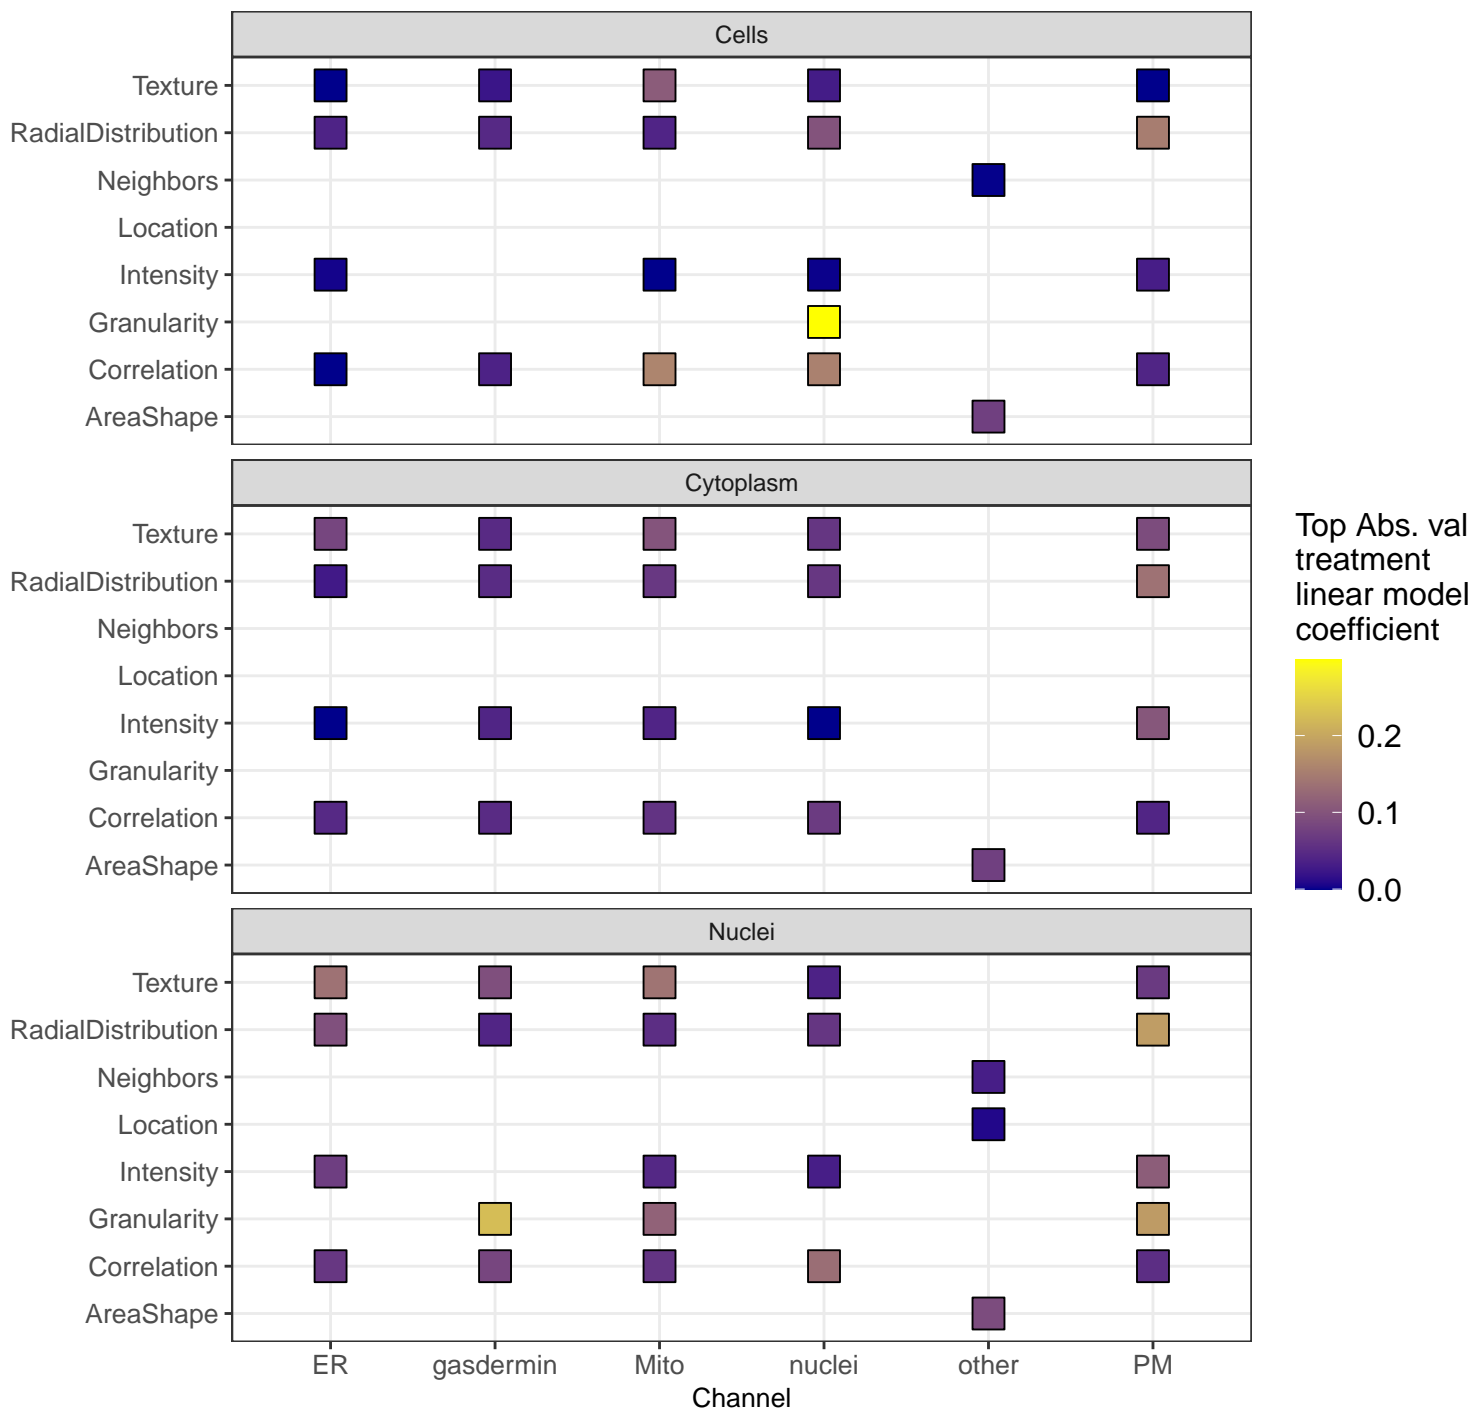 Cells
Texture
RadialDistribution
Neighbors
Location
Intensity
Granularity
Correlation
AreaShape
Cytoplasm
Texture
RadialDistribution
Neighbors
Location
Intensity
Granularity
Correlation
AreaShape
Nuclei
Texture
RadialDistribution
Neighbors
Location
Intensity
Granularity
Correlation
AreaShape
ER gasdermin Mito nuclei other PM
Channel
Top Abs. val
treatment
linear model
coefficient
0.2
0.1
0.0